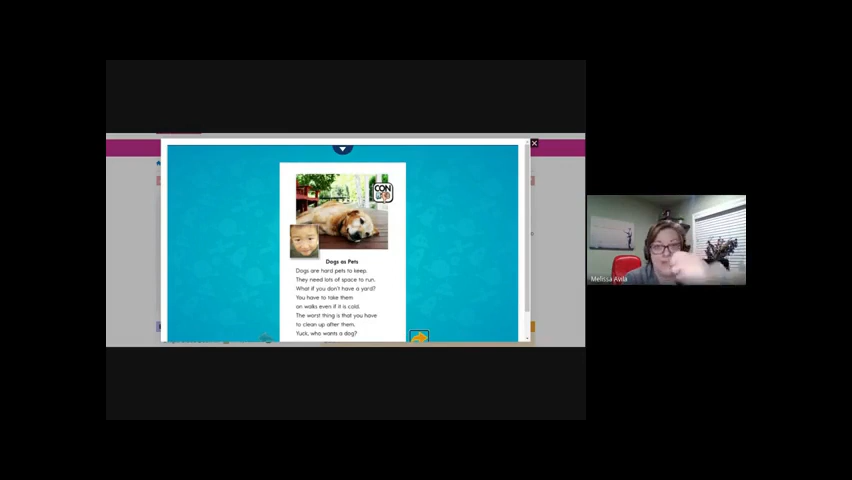 CON
Dogs as Pets
Dogs are hard pets to keep.
They need lots of space to run.
What if you don't have a yard?
You have to take them
on walks even if it is cold.
The worst thing is that you have
to clean up after them.
Yuck, who wants a dog?
Melissa Avila